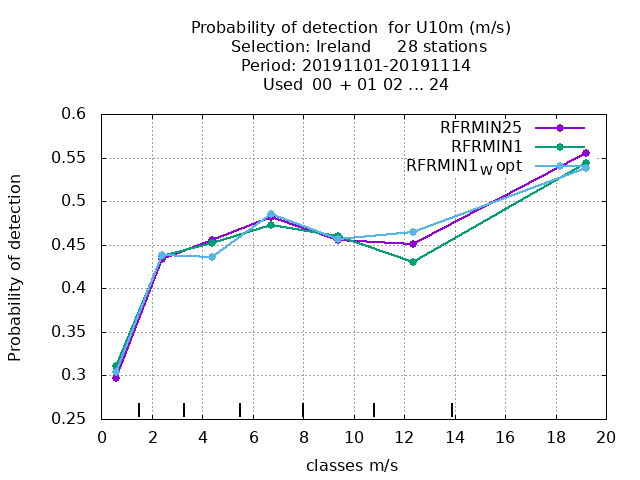 Probability of detection  for U10m (m/s)
Selection: Ireland     28 stations
Period: 20191101-20191114
Used  00  + 01 02 ... 24
RFRMIN25
RFRMIN1
RFRMIN1W opt
0.6
0.55
0.5
0.45
0.4
0.35
0.3
0.25
Probability of detection
0 2 4 6 8 10 12 14 16 18 20
classes m/s